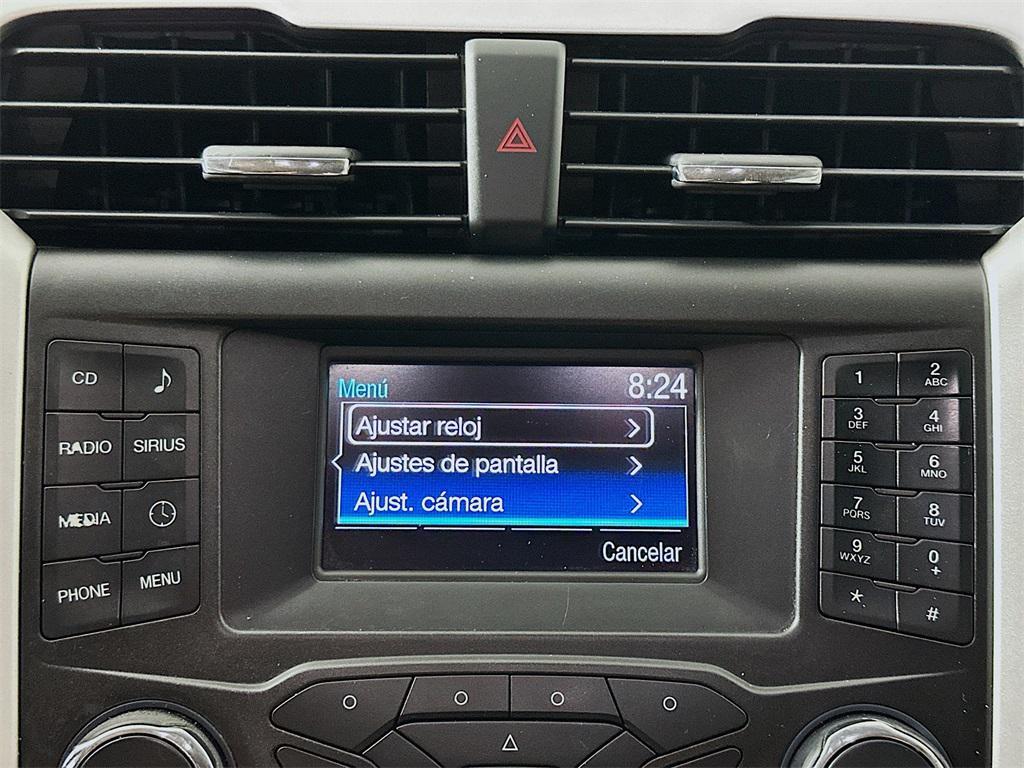 Menú 8:24
Ajustar reloj
Ajustes de pantalla
Ajust. cámara
Cancelar
CD
RADIO SIRIUS
MEDIA
PHONE MENU
1 2 ABC
3 DEF 4 GHI
5 JKL 6 MNO
7 PQRS 8 TUV
9 WXYZ 0 +
* #